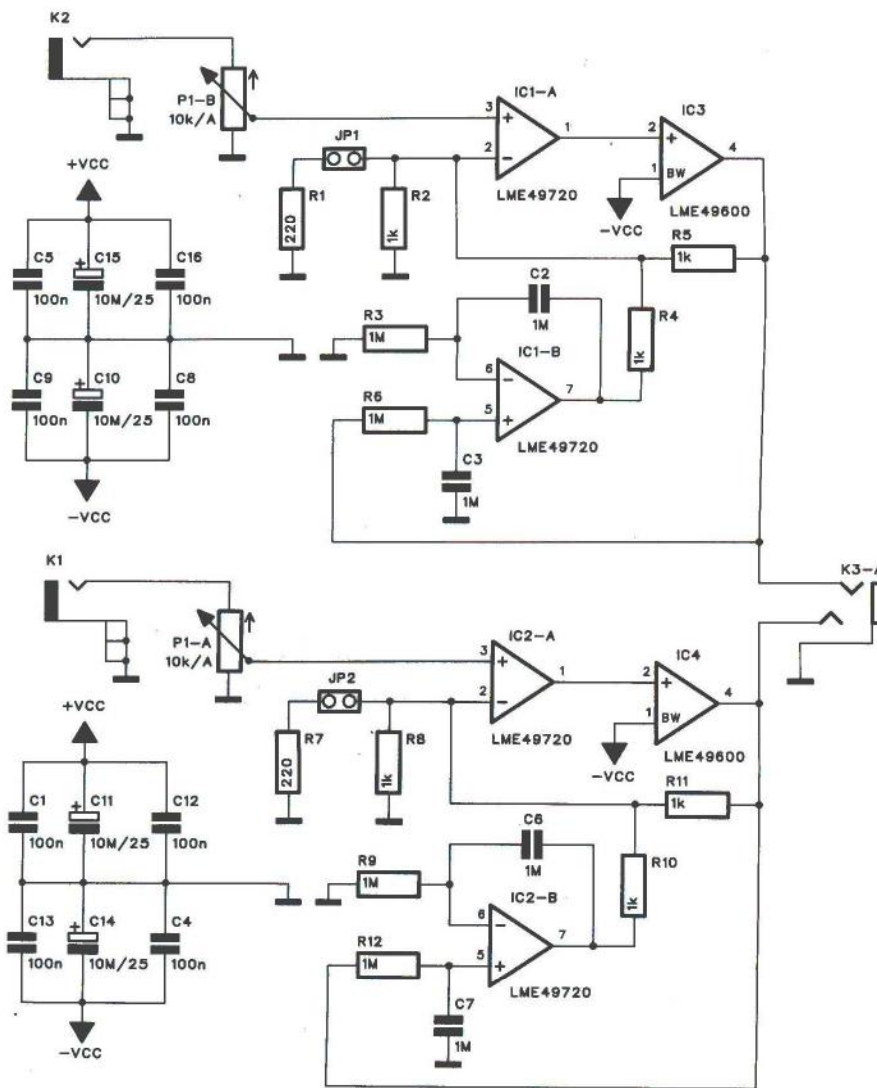 K2
P1-B
10k/A
IC1-A
3
2
1
LME49720
IC3
2
1
BW
4
LME49600
-VCC
JP1
R1
220
R2
1k
R5
1k
+VCC
C5
100n
C15
+
10M/25
C16
100n
C9
100n
C10
+
10M/25
C8
100n
-VCC
R3
1M
C2
1M
R4
1k
IC1-B
6
5
7
LME49720
R6
1M
C3
1M
K1
P1-A
10k/A
K3-A
IC2-A
3
2
1
LME49720
IC4
2
1
BW
4
LME49600
-VCC
JP2
R7
220
R8
1k
R11
1k
+VCC
C1
100n
C11
+
10M/25
C12
100n
C13
100n
C14
+
10M/25
C4
100n
-VCC
R9
1M
C6
1M
R10
1k
IC2-B
6
5
7
LME49720
R12
1M
C7
1M